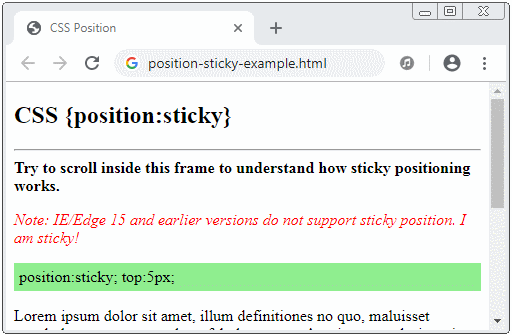 CSS Position
position-sticky-example.html
CSS {position:sticky}
Try to scroll inside this frame to understand how sticky positioning
works.
Note: IE/Edge 15 and earlier versions do not support sticky position. I
am sticky!
position:sticky; top:5px;
Lorem ipsum dolor sit amet, illum definitiones no quo, maluisset